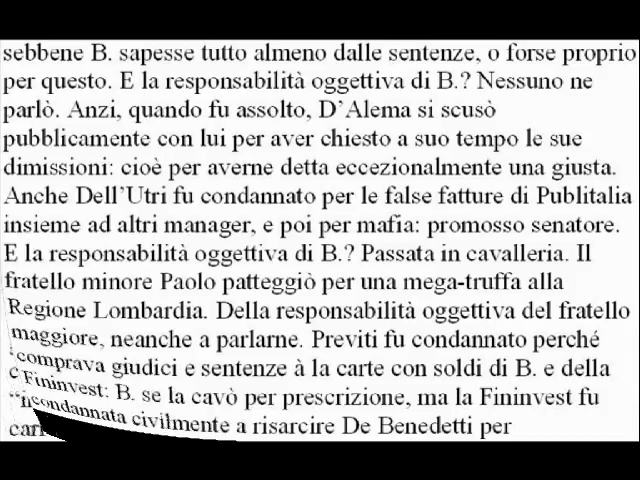 sebbene B. sapesse tutto almeno dalle sentenze, o forse proprio
per questo. E la responsabilità oggettiva di B.? Nessuno ne
parlò. Anzi, quando fu assolto, D'Alema si scusò
pubblicamente con lui per aver chiesto a suo tempo le sue
dimissioni: cioè per averne detta eccezionalmente una giusta.
Anche Dell'Utri fu condannato per le false fatture di Publitalia
insieme ad altri manager, e poi per mafia: promosso senatore.
E la responsabilità oggettiva di B.? Passata in cavalleria. Il
fratello minore Paolo patteggiò per una mega-truffa alla
Regione Lombardia. Della responsabilità oggettiva del fratello
maggiore, neanche a parlarne. Previti fu condannato perché
comprava giudici e sentenze à la carte con soldi di B. e della
Fininvest: B. se la cavò per prescrizione, ma la Fininvest fu
condannata civilmente a risarcire De Benedetti per